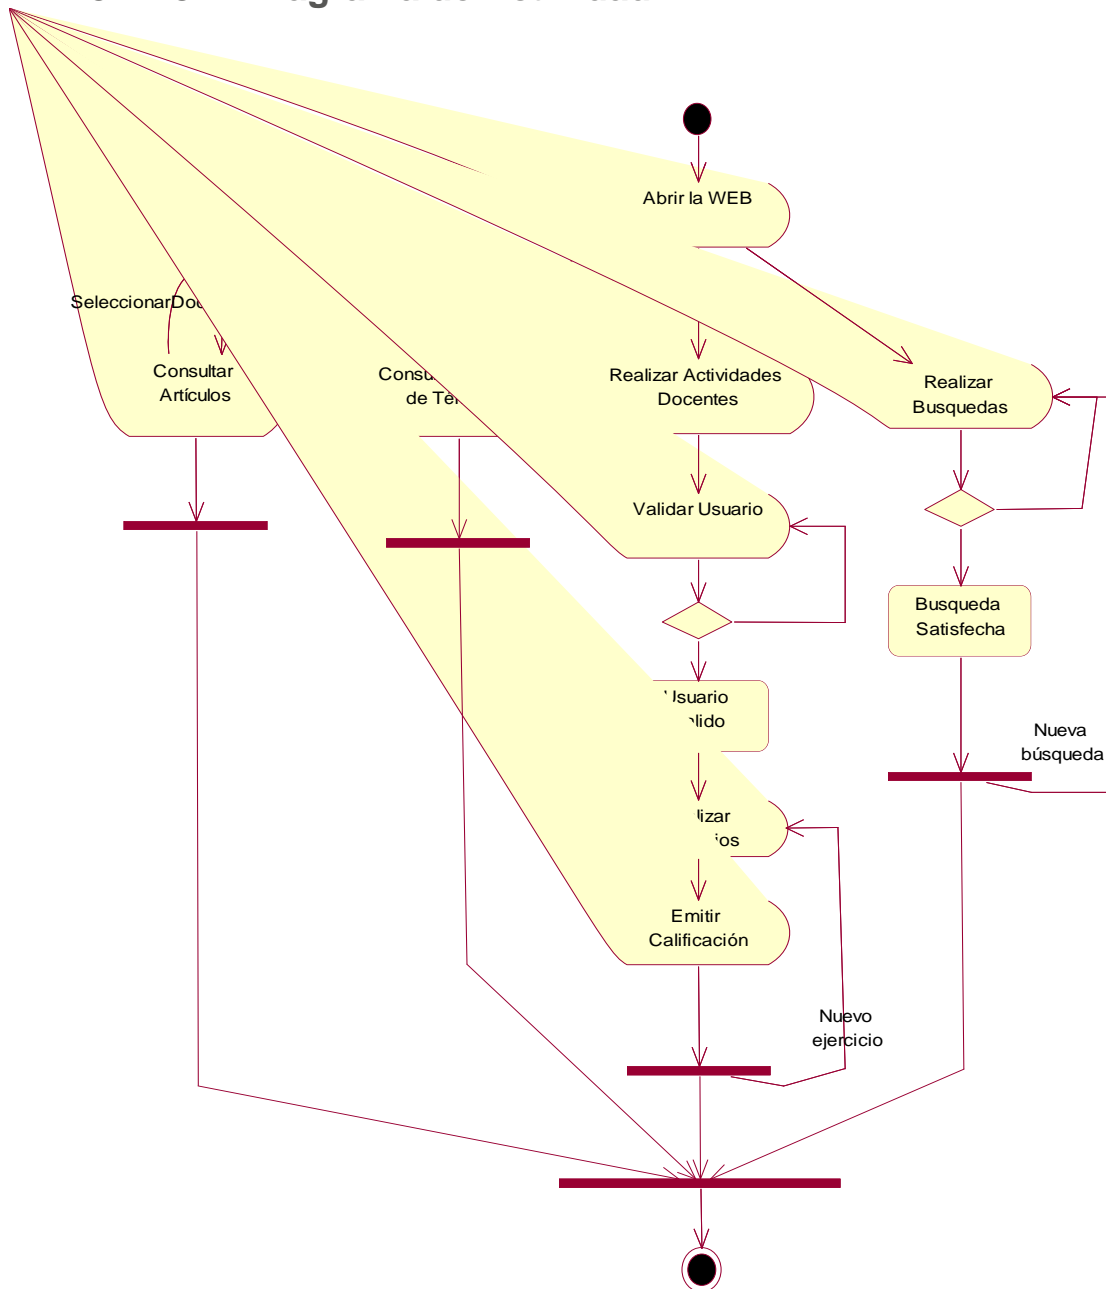 Abrir la WEB
Consultar
Artículos
Realizar Actividades
Docentes
Realizar
Busquedas
Validar Usuario
Busqueda
Satisfecha
Usuario
Nueva
búsqueda
Emitir
Calificación
Nuevo
ejercicio